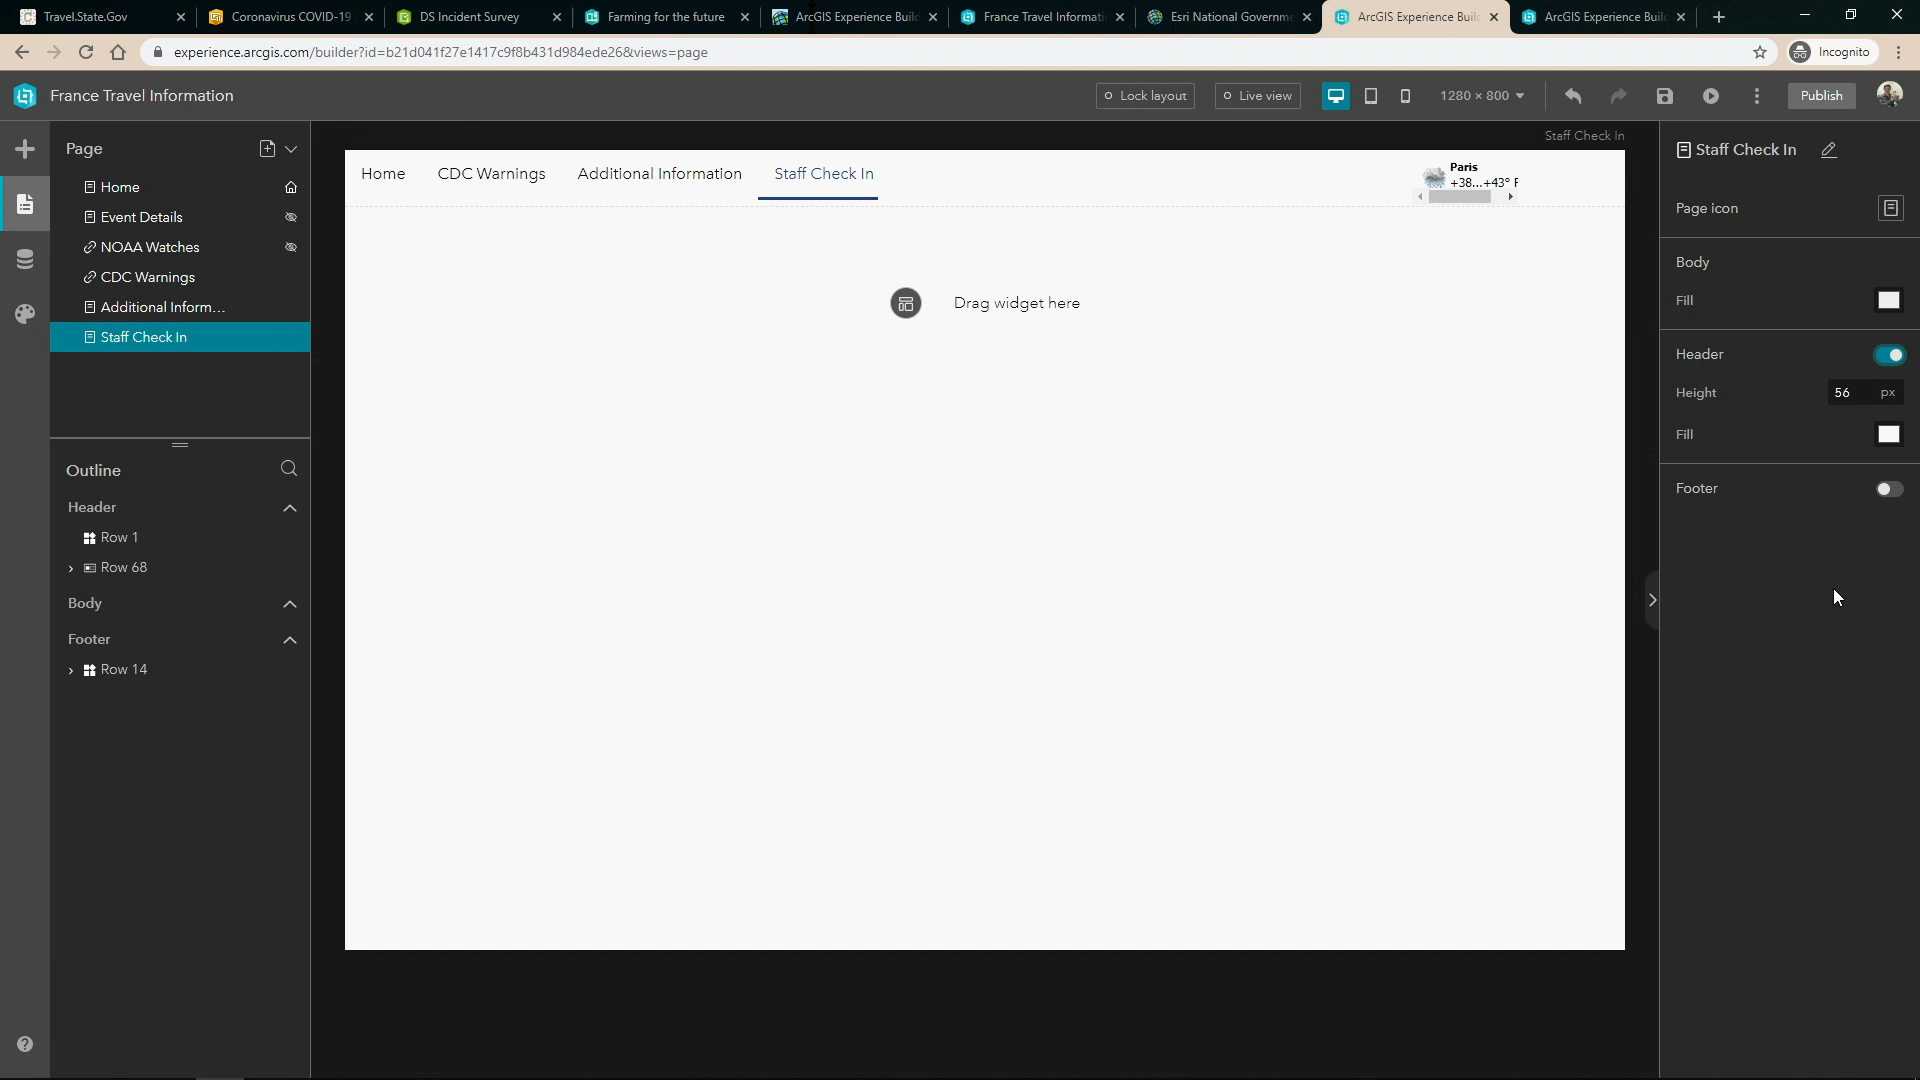 Travel.State.Gov
Coronavirus COVID-19
DS Incident Survey
Farming for the future
ArcGIS Experience Buil
France Travel Informati
Esri National Governme
ArcGIS Experience Buil
ArcGIS Experience Buil
experience.arcgis.com/builder?id=b21d041f27e1417c9f8b431d984ede26&views=page
Incognito
France Travel Information
Lock layout
Live view
1280 × 800
Publish
Page
Home
Event Details
NOAA Watches
CDC Warnings
Additional Inform...
Staff Check In
Outline
Header
Row 1
Row 68
Body
Footer
Row 14
Staff Check In
Home
CDC Warnings
Additional Information
Staff Check In
Paris
+38...+43° F
Drag widget here
Staff Check In
Page icon
Body
Fill
Header
Height
56 px
Fill
Footer